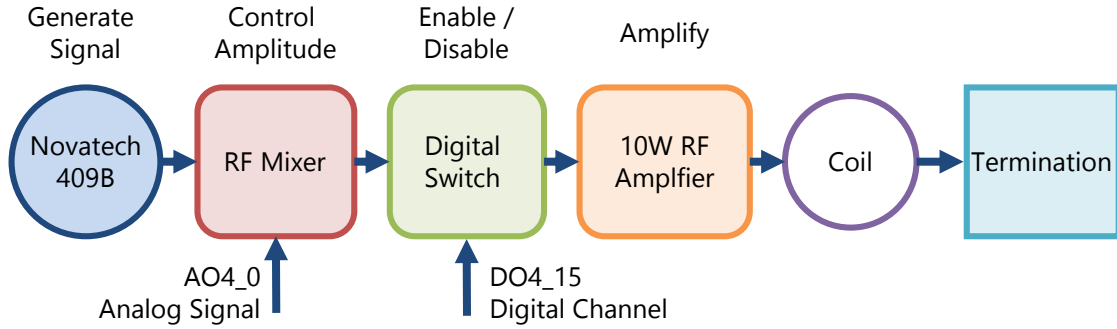 Generate
Signal
Control
Amplitude
Enable /
Disable
Amplify
Novatech
409B
RF Mixer
Digital
Switch
10W RF
Amplfier
Coil
Termination
AO4_0
Analog Signal
DO4_15
Digital Channel